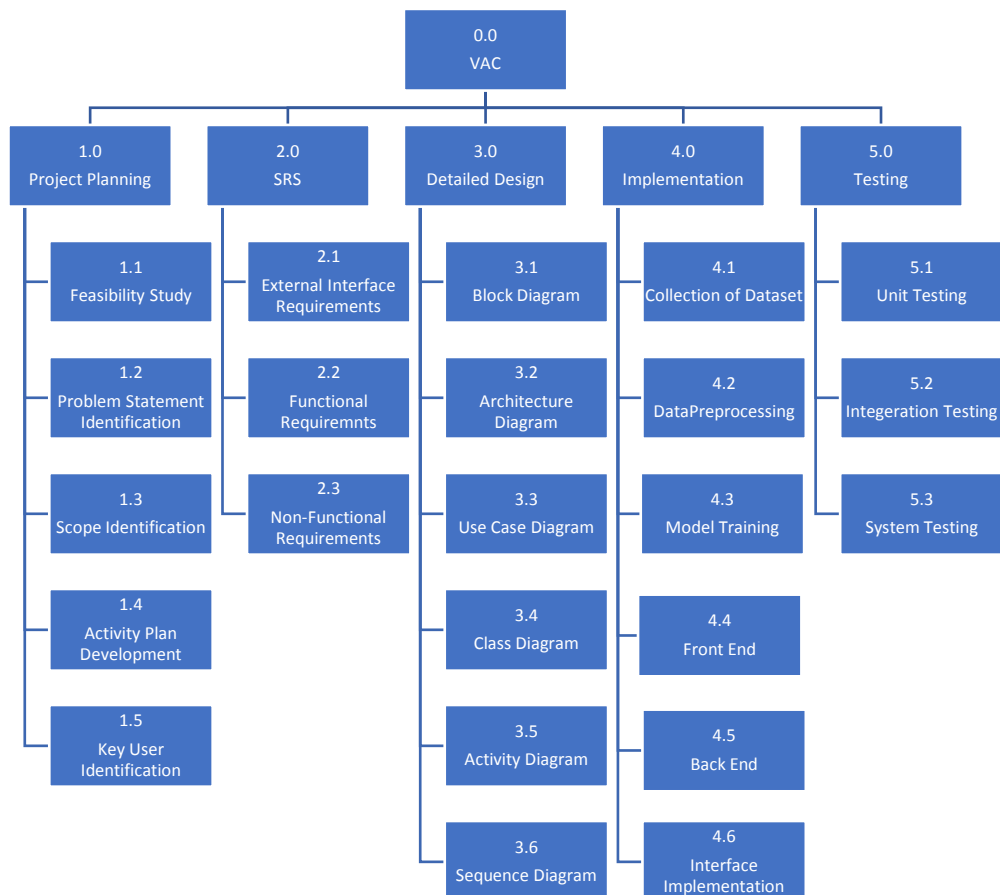 0.0
VAC
1.0
Project Planning
2.0
SRS
3.0
Detailed Design
4.0
Implementation
5.0
Testing
1.1
Feasibility Study
1.2
Problem Statement
Identification
1.3
Scope Identification
1.4
Activity Plan
Development
1.5
Key User
Identification
2.1
External Interface
Requirements
2.2
Functional
Requiremnts
2.3
Non-Functional
Requirements
3.1
Block Diagram
3.2
Architecture
Diagram
3.3
Use Case Diagram
3.4
Class Diagram
3.5
Activity Diagram
3.6
Sequence Diagram
4.1
Collection of Dataset
4.2
DataPreprocessing
4.3
Model Training
4.4
Front End
4.5
Back End
4.6
Interface
Implementation
5.1
Unit Testing
5.2
Integeration Testing
5.3
System Testing